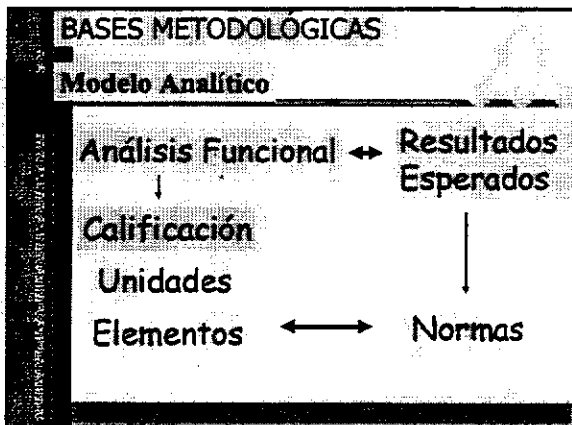 BASES METODOLÓGICAS
Modelo Analítico
Análisis Funcional
Resultados
Esperados
Calificación
Unidades
Elementos
Normas